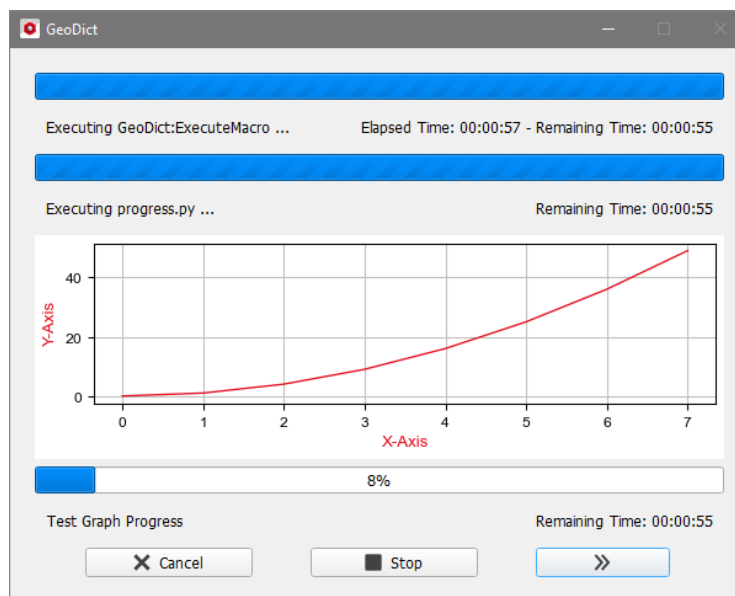 GeoDict
Executing GeoDict:ExecuteMacro ... Elapsed Time: 00:00:57 - Remaining Time: 00:00:55
Executing progress.py ... Remaining Time: 00:00:55
40
20
0
Y-Axis
0 1 2 3 4 5 6 7
X-Axis
8%
Test Graph Progress Remaining Time: 00:00:55
Cancel Stop